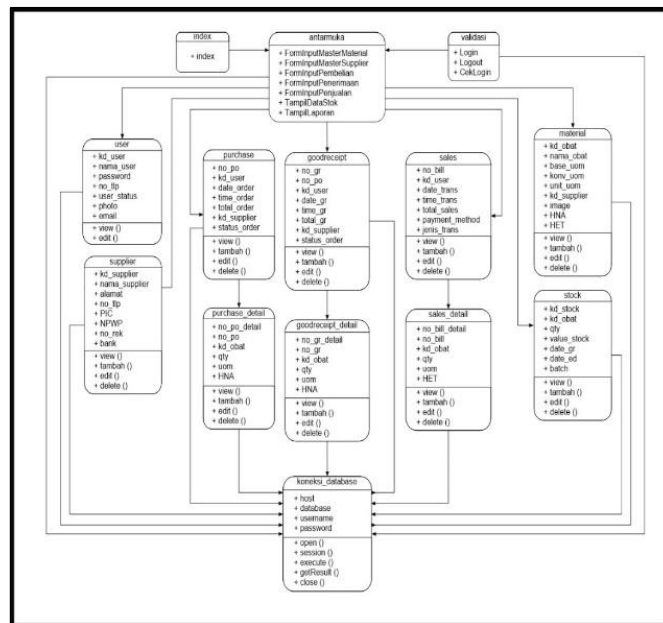 index
+ index
antarmuka
+ FormInputMasterMaterial
+ FormInputMasterSupplier
+ FormInputPembelian
+ FormInputPenerimaan
+ FormInputPenjualan
+ TampilDataStok
+ TampilLaporan
validasi
+ Login
+ Logout
+ CekLogin
user
+ kd_user
+ nama_user
+ password
+ no_tlp
+ user_status
+ photo
+ email
+ view ()
+ edit ()
purchase
+ no_po
+ kd_user
+ date_order
+ time_order
+ total_order
+ kd_supplier
+ status_order
+ view ()
+ tambah ()
+ edit ()
+ delete ()
goodreceipt
+ no_gr
+ no_po
+ kd_user
+ date_gr
+ time_gr
+ total_gr
+ kd_supplier
+ status_order
+ view ()
+ tambah ()
+ edit ()
+ delete ()
sales
+ no_bill
+ kd_user
+ date_trans
+ time_trans
+ total_sales
+ payment_method
+ jenis_trans
+ view ()
+ tambah ()
+ edit ()
+ delete ()
material
+ kd_obat
+ nama_obat
+ base_uom
+ konv_uom
+ unit_uom
+ kd_supplier
+ image
+ HNA
+ HET
+ view ()
+ tambah ()
+ edit ()
+ delete ()
supplier
+ kd_supplier
+ nama_supplier
+ alamat
+ no_tlp
+ PIC
+ NPWP
+ no_rek
+ bank
+ view ()
+ tambah ()
+ edit ()
+ delete ()
purchase_detail
+ no_po_detail
+ no_po
+ kd_obat
+ qty
+ uom
+ HNA
+ view ()
+ tambah ()
+ edit ()
+ delete ()
goodreceipt_detail
+ no_gr_detail
+ no_gr
+ kd_obat
+ qty
+ uom
+ HNA
+ view ()
+ tambah ()
+ edit ()
+ delete ()
sales_detail
+ no_bill_detail
+ no_bill
+ kd_obat
+ qty
+ uom
+ HET
+ view ()
+ tambah ()
+ edit ()
+ delete ()
stock
+ kd_stock
+ kd_obat
+ qty
+ value_stock
+ date_gr
+ date_ed
+ batch
+ view ()
+ tambah ()
+ edit ()
+ delete ()
koneksi_database
+ host
+ database
+ username
+ password
+ open ()
+ session ()
+ execute ()
+ getResult ()
+ close ()